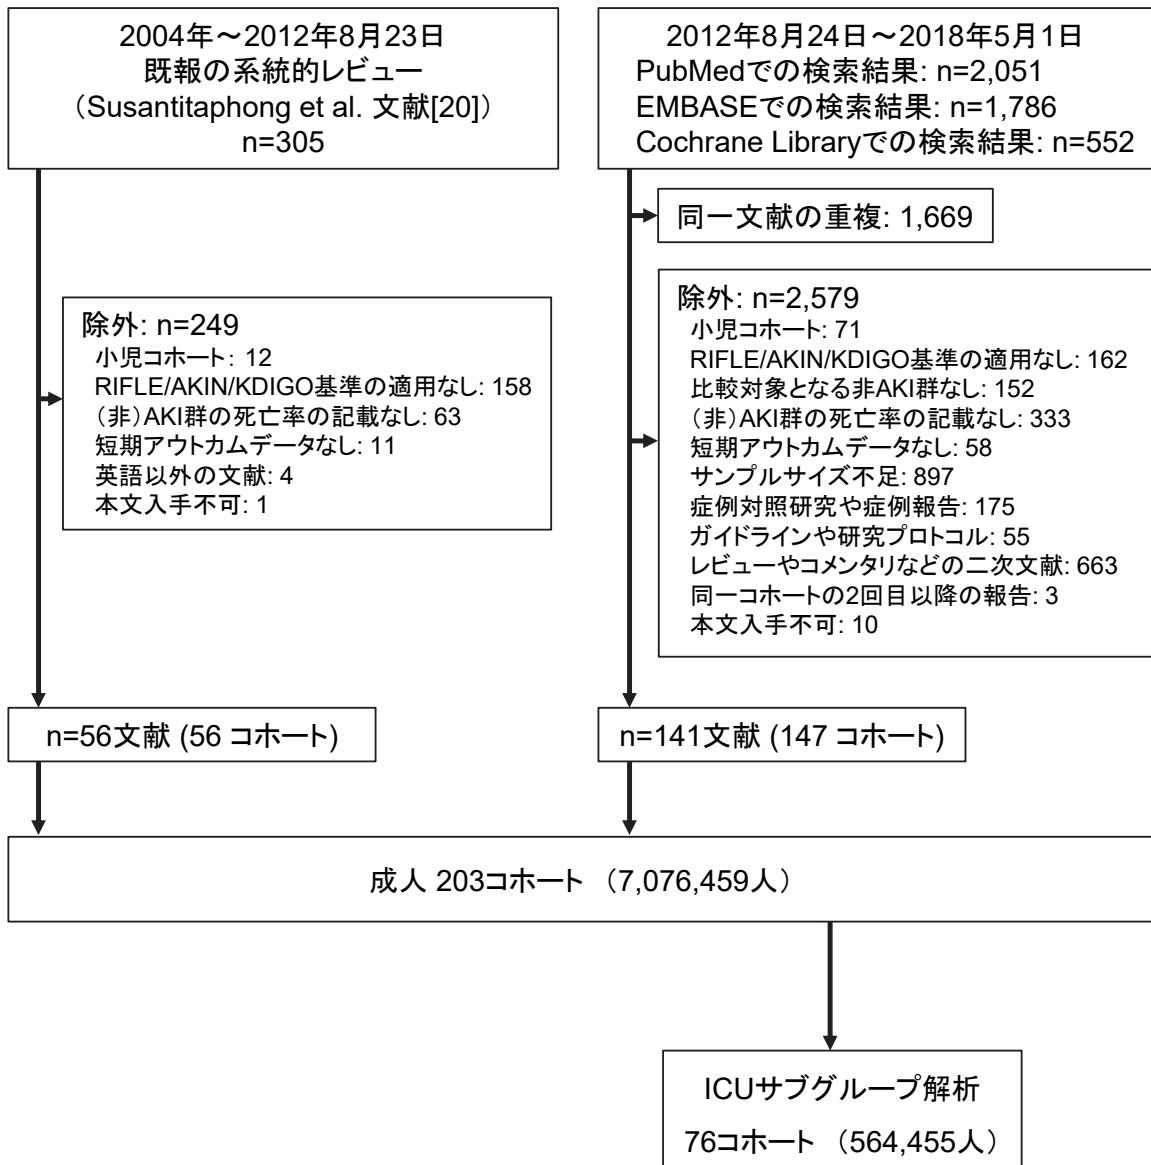 2004年～2012年8月23日
既報の系統的レビュー
（Susantitaphong et al. 文献[20]）
n=305
2012年8月24日～2018年5月1日
PubMedでの検索結果: n=2,051
EMBASEでの検索結果: n=1,786
Cochrane Libraryでの検索結果: n=552
同一文献の重複: 1,669
除外: n=249
小児コホート： 12
RIFLE/AKIN/KDIGO基準の適用なし: 158
（非）AKI群の死亡率の記載なし: 63
短期アウトカムデータなし: 11
英語以外の文献: 4
本文入手不可: 1
除外: n=2,579
小児コホート: 71
RIFLE/AKIN/KDIGO基準の適用なし: 162
比較対象となる非AKI群なし: 152
（非）AKI群の死亡率の記載なし: 333
短期アウトカムデータなし: 58
サンプルサイズ不足: 897
症例対照研究や症例報告: 175
ガイドラインや研究プロトコル: 55
レビューやコメンタリなどの二次文献: 663
同一コホートの2回目以降の報告: 3
本文入手不可: 10
n=56文献 (56 コホート)
n=141文献 (147 コホート)
成人 203コホート （7,076,459人）
ICUサブグループ解析
76コホート （564,455人）